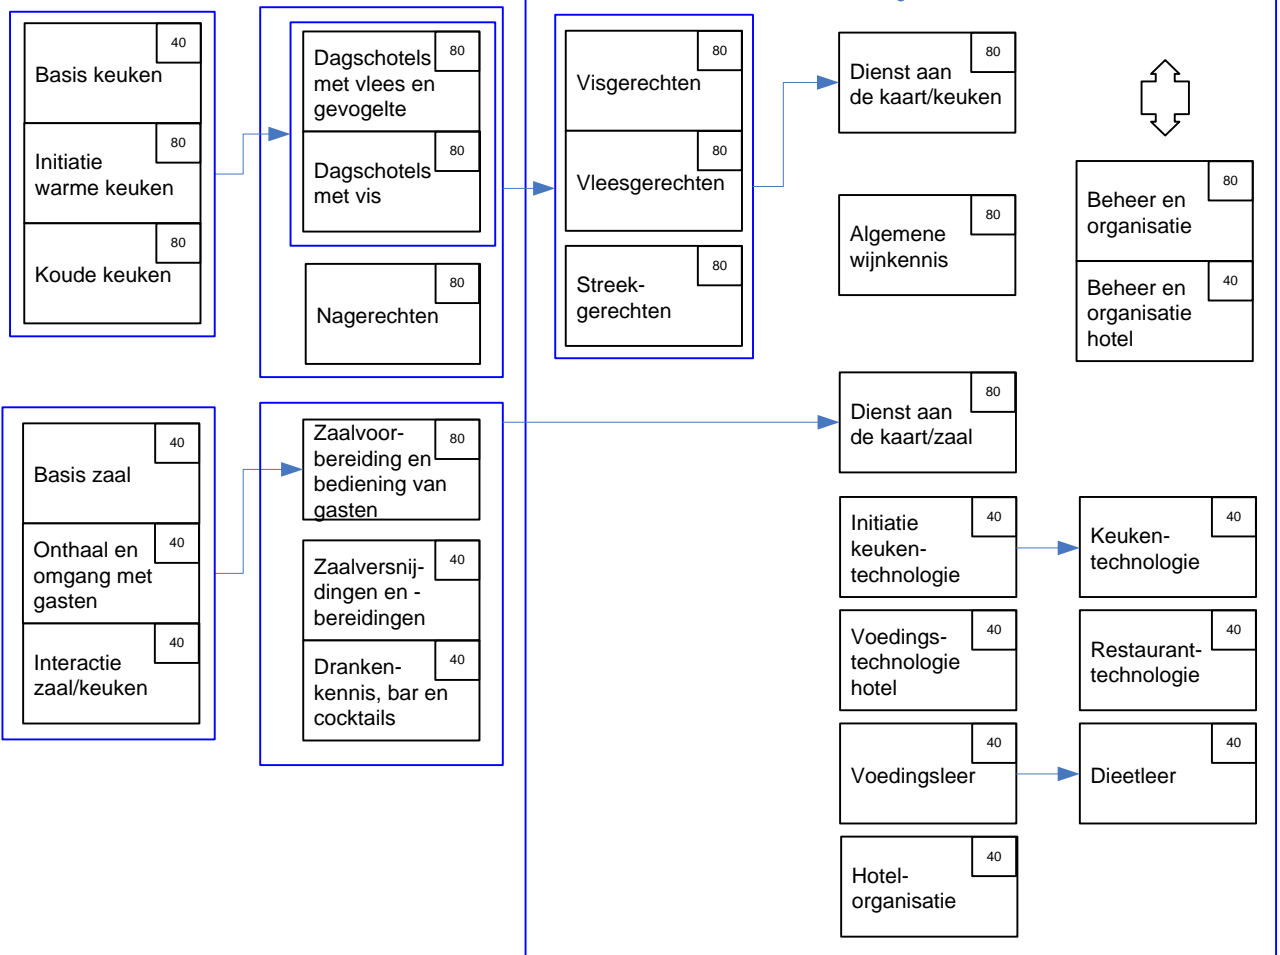 40
Basis keuken
80
Initiatie
warme keuken
80
Koude keuken
80
Dagschotels
met vlees en
gevogelte
80
Dagschotels
met vis
80
Nagerechten
80
Visgerechten
80
Vleesgerechten
80
Streek-
gerechten
80
Dienst aan
de kaart/keuken
80
Algemene
wijnkennis
80
Beheer en
organisatie
40
Beheer en
organisatie
hotel
40
Basis zaal
40
Onthaal en
omgang met
gasten
40
Interactie
zaal/keuken
80
Zaalvoor-
bereiding en
bediening van
gasten
40
Zaalversnij-
dingen en -
bereidingen
40
Dranken-
kennis, bar en
cocktails
80
Dienst aan
de kaart/zaal
40
Initiatie
keuken-
technologie
40
Keuken-
technologie
40
Voedings-
technologie
hotel
40
Restaurant-
technologie
40
Voedingsleer
40
Dieetleer
40
Hotel-
organisatie